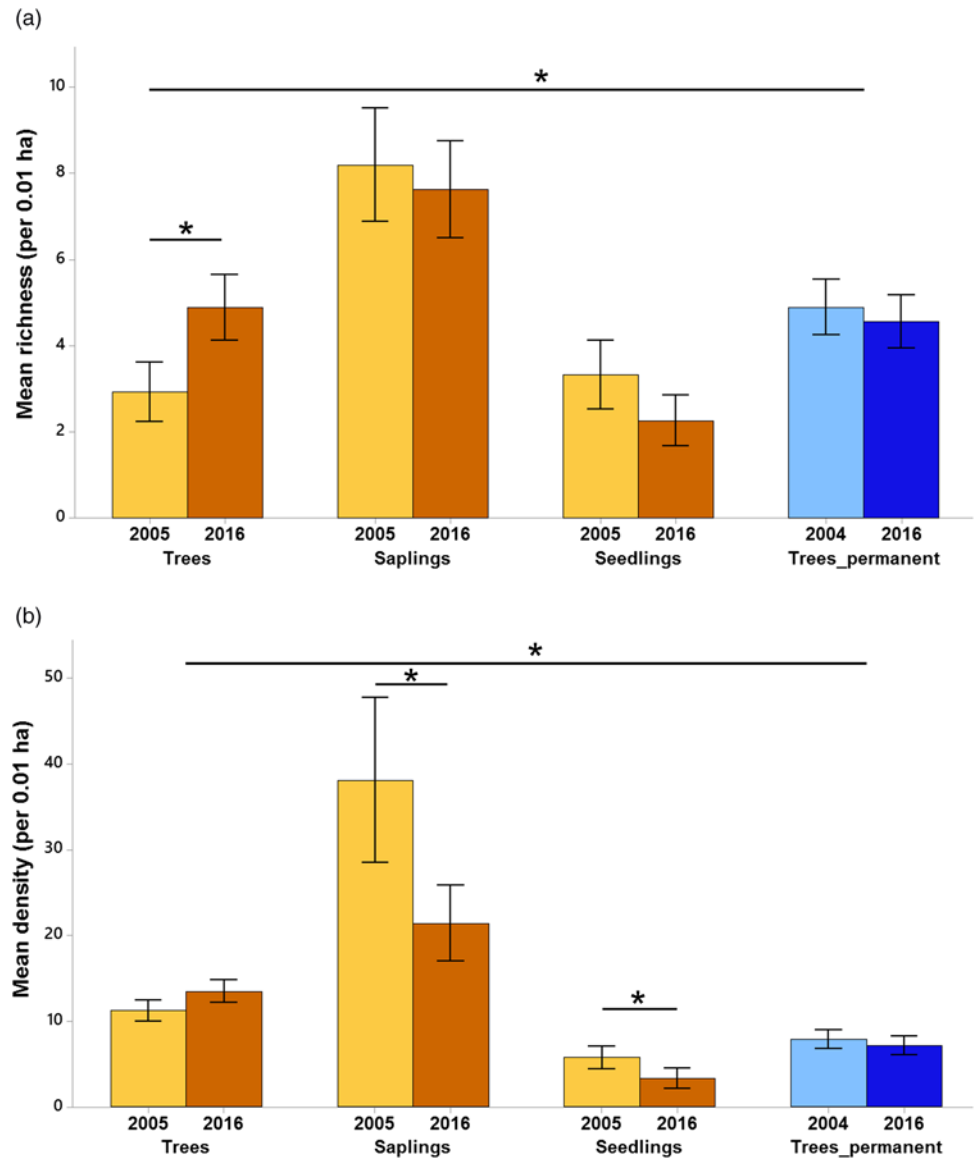 (a)
Mean richness (per 0.01 ha)
10
8
6
4
2
0
*
*
2005 2016 2005 2016 2005 2016 2004 2016
Trees Saplings Seedlings Trees_permanent
(b)
Mean density (per 0.01 ha)
50
40
30
20
10
0
*
*
*
2005 2016 2005 2016 2005 2016 2004 2016
Trees Saplings Seedlings Trees_permanent